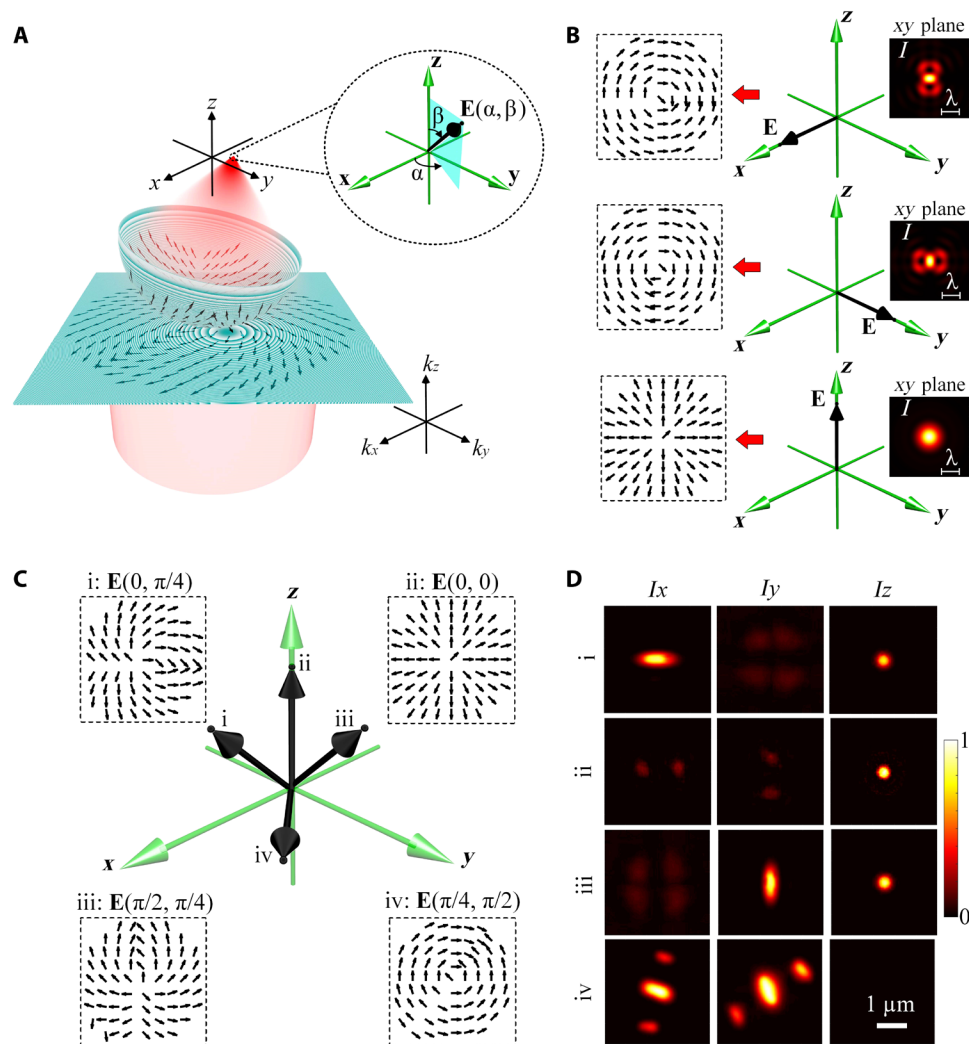 A
z
E(α, β)
β
z
x
y
x
α
y
kz
kx
ky
B
z
xy plane
I
λ
E
x
y
z
xy plane
I
λ
E
x
y
z
xy plane
E
I
λ
x
y
C
i: E(0, π/4)
ii: E(0, 0)
z
ii
i
iii
iv
x
y
iii: E(π/2, π/4)
iv: E(π/4, π/2)
D
Ix Iy Iz
i
ii
1
iii
0
iv
1 µm